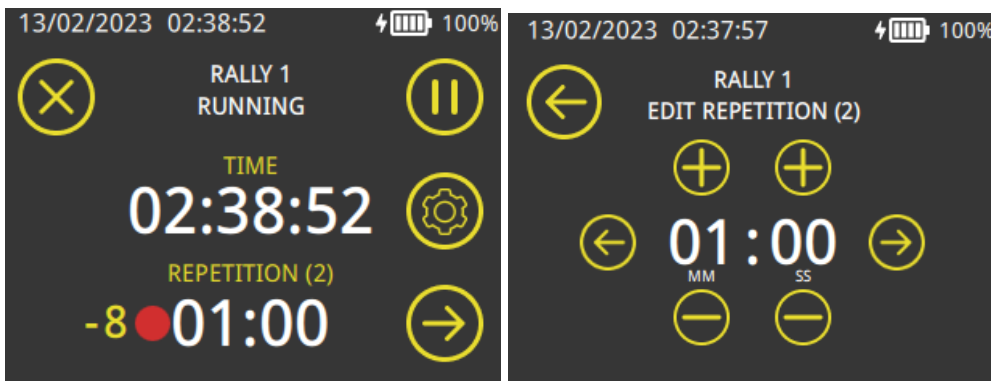 13/02/2023 02:38:52 100%
RALLY 1
RUNNING
TIME
02:38:52
REPETITION (2)
-8 01:00
13/02/2023 02:37:57 100%
RALLY 1
EDIT REPETITION (2)
01:00
MM SS